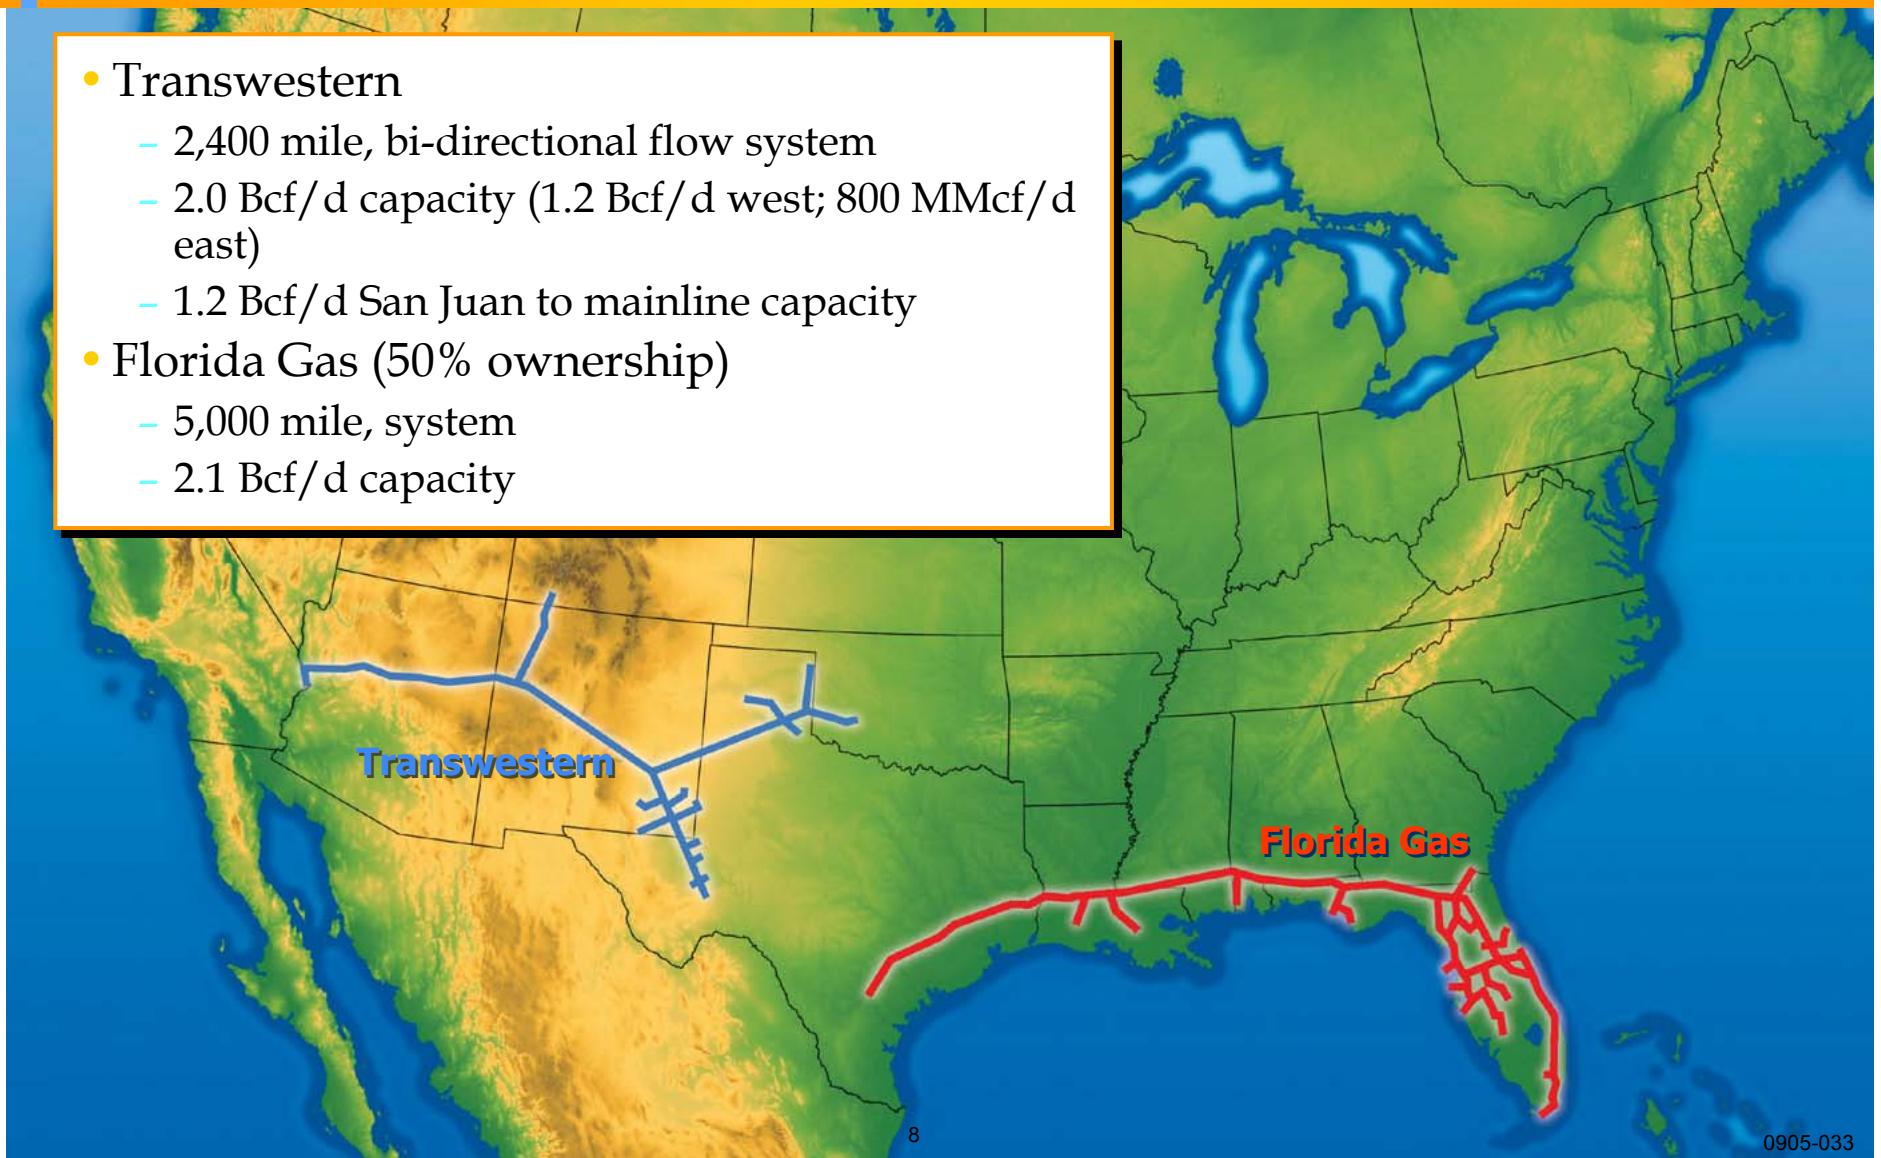 • Transwestern
– 2,400 mile, bi-directional flow system
– 2.0 Bcf/d capacity (1.2 Bcf/d west; 800 MMcf/d
east)
– 1.2 Bcf/d San Juan to mainline capacity
• Florida Gas (50% ownership)
– 5,000 mile, system
– 2.1 Bcf/d capacity
Transwestern
Florida Gas
8
0905-033